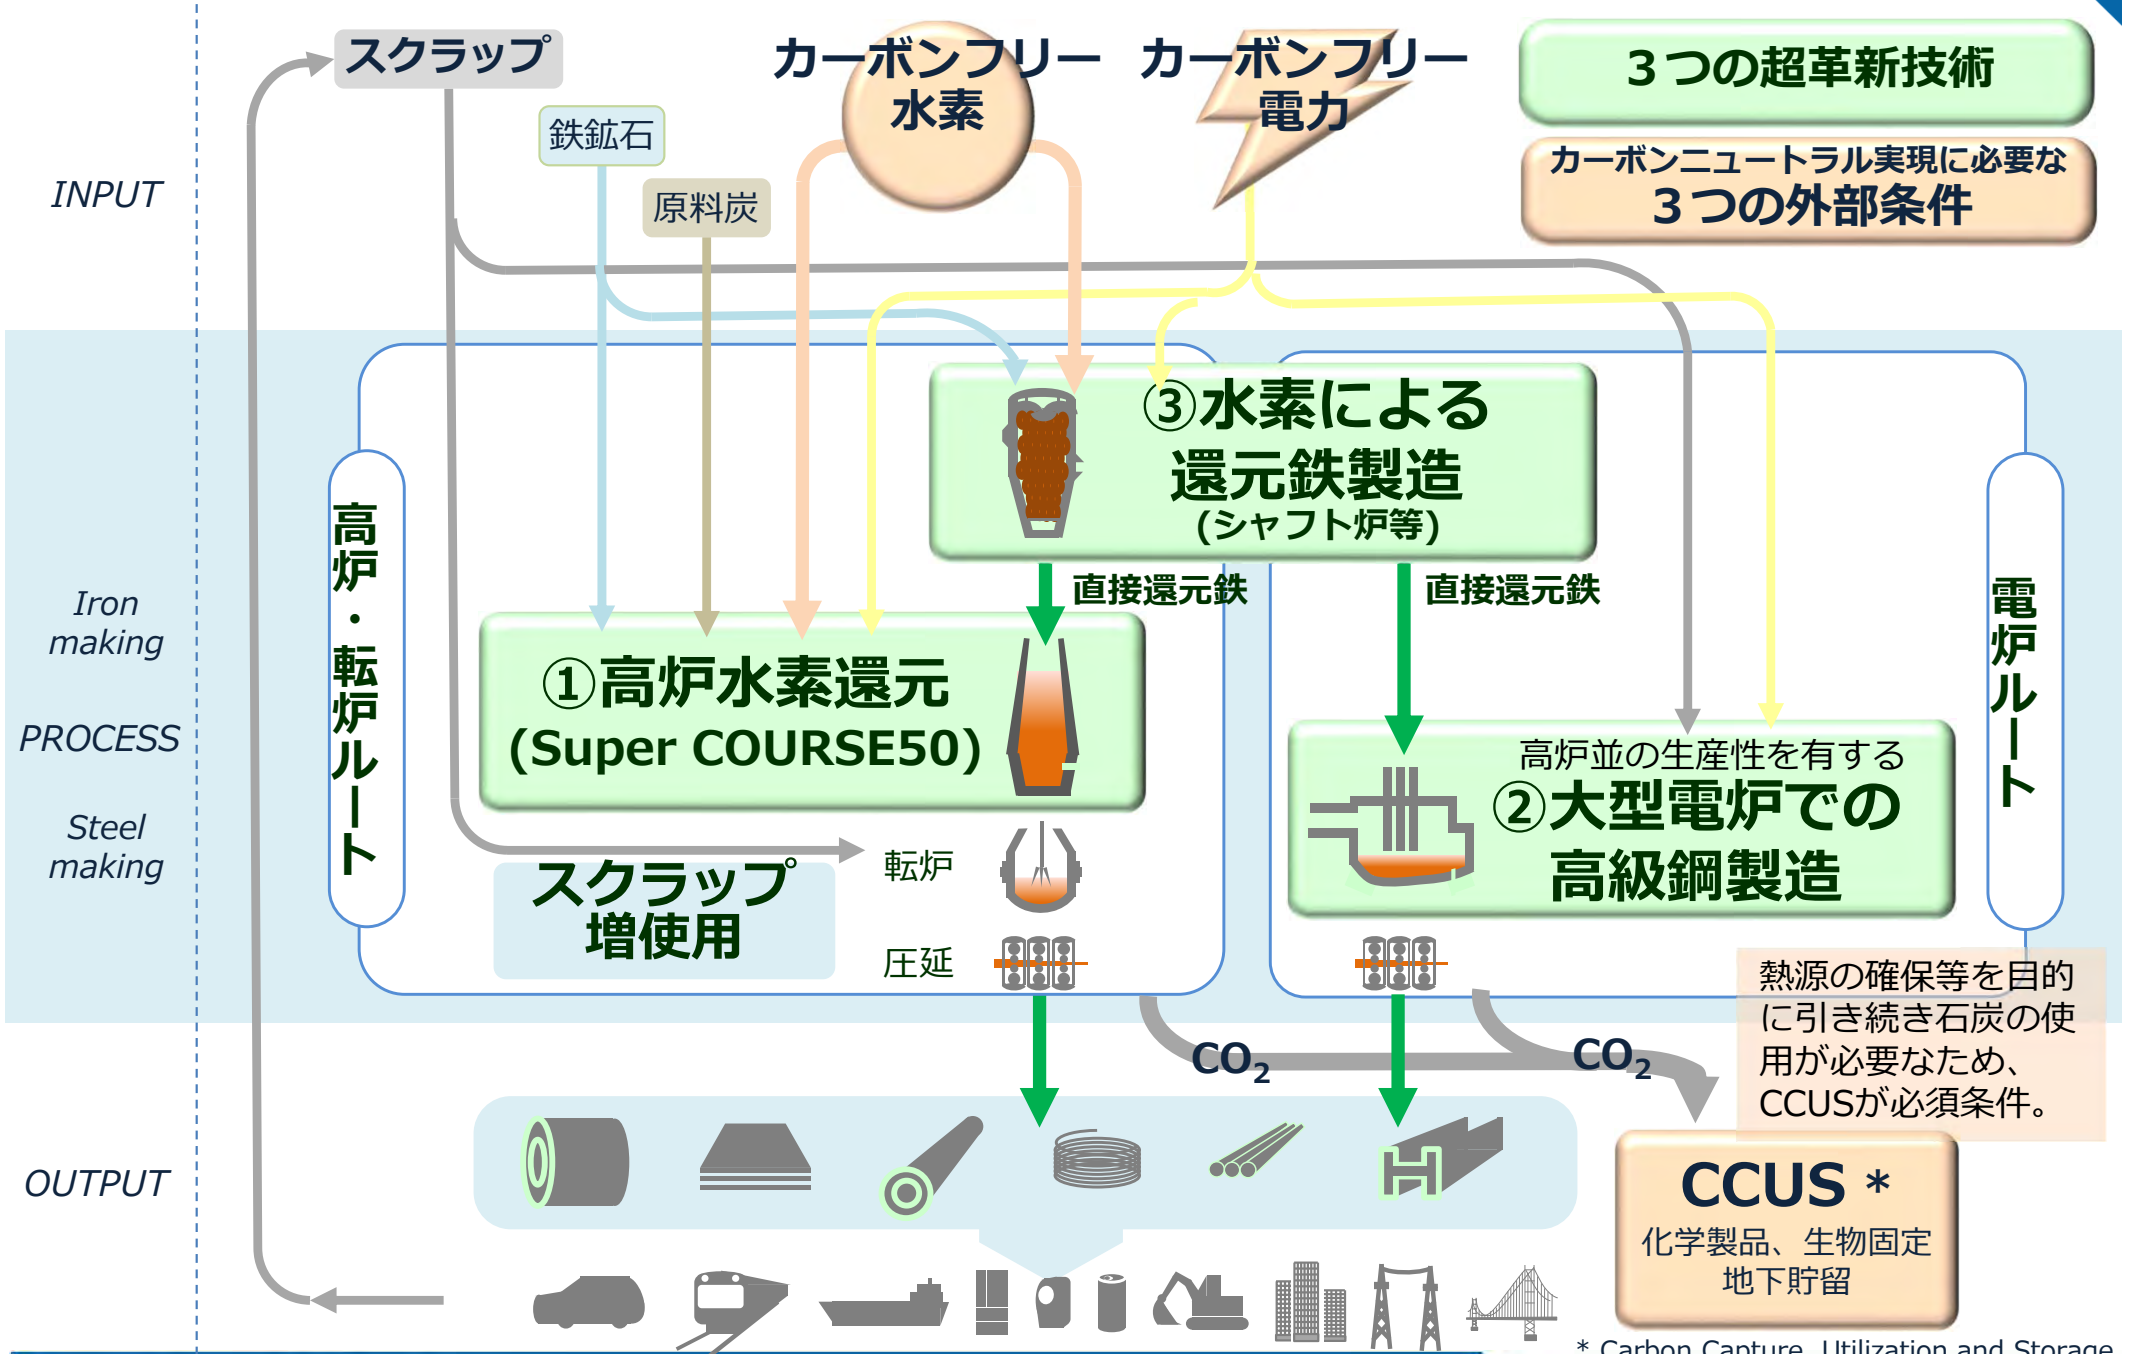 スクラップ
カーボンフリー
水素
カーボンフリー
電力
３つの超革新技術
カーボンニュートラル実現に必要な
３つの外部条件
鉄鉱石
原料炭
INPUT
③水素による
還元鉄製造
(シャフト炉等)
直接還元鉄
直接還元鉄
高炉・転炉ルート
電炉ルート
Iron
making
PROCESS
Steel
making
①高炉水素還元
(Super COURSE50)
高炉並の生産性を有する
②大型電炉での
高級鋼製造
転炉
スクラップ
増使用
圧延
熱源の確保等を目的
に引き続き石炭の使
用が必要なため、
CCUSが必須条件。
CO2
CO2
OUTPUT
CCUS *
化学製品、生物固定
地下貯留
* Carbon Capture, Utilization and Storage